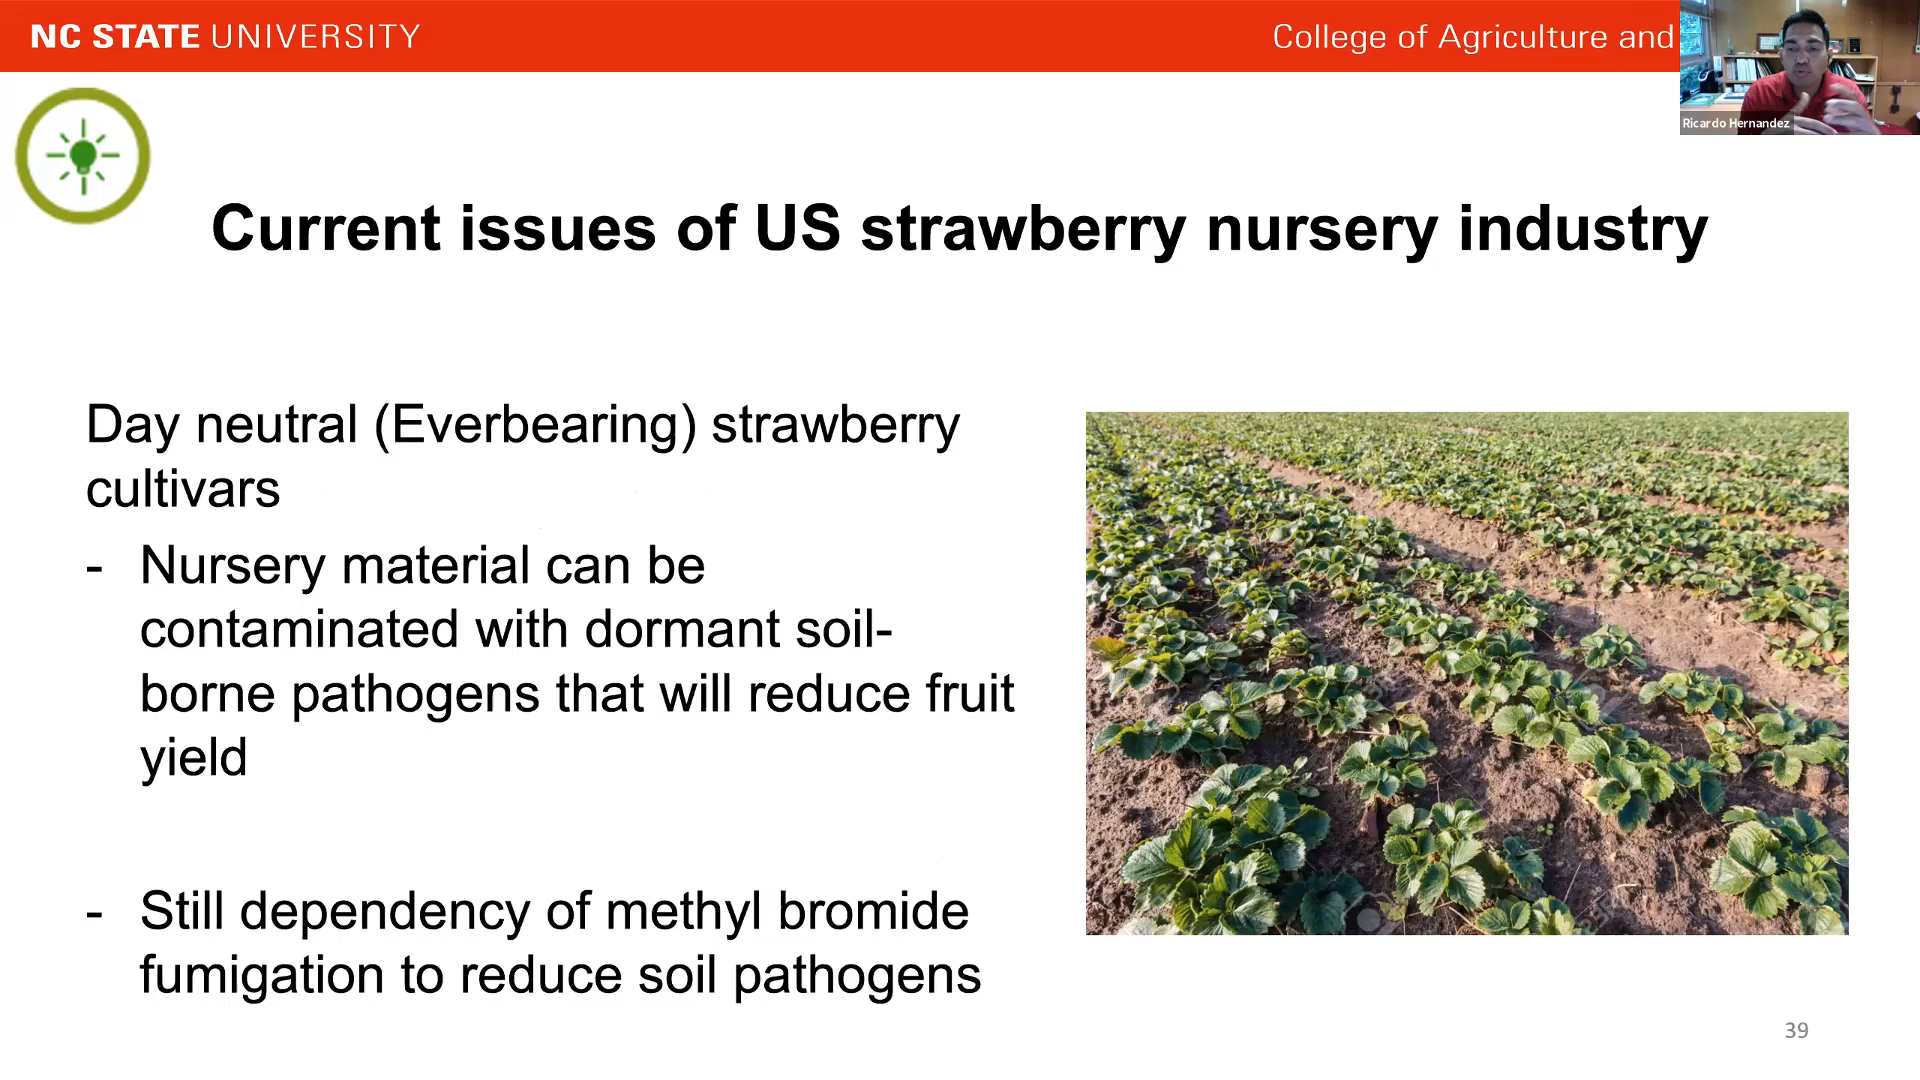 NC STATE UNIVERSITY
College of Agriculture and
Ricardo Hernandez
Current issues of US strawberry nursery industry
Day neutral (Everbearing) strawberry
cultivars
- Nursery material can be
contaminated with dormant soil-
borne pathogens that will reduce fruit
yield
- Still dependency of methyl bromide
fumigation to reduce soil pathogens
39